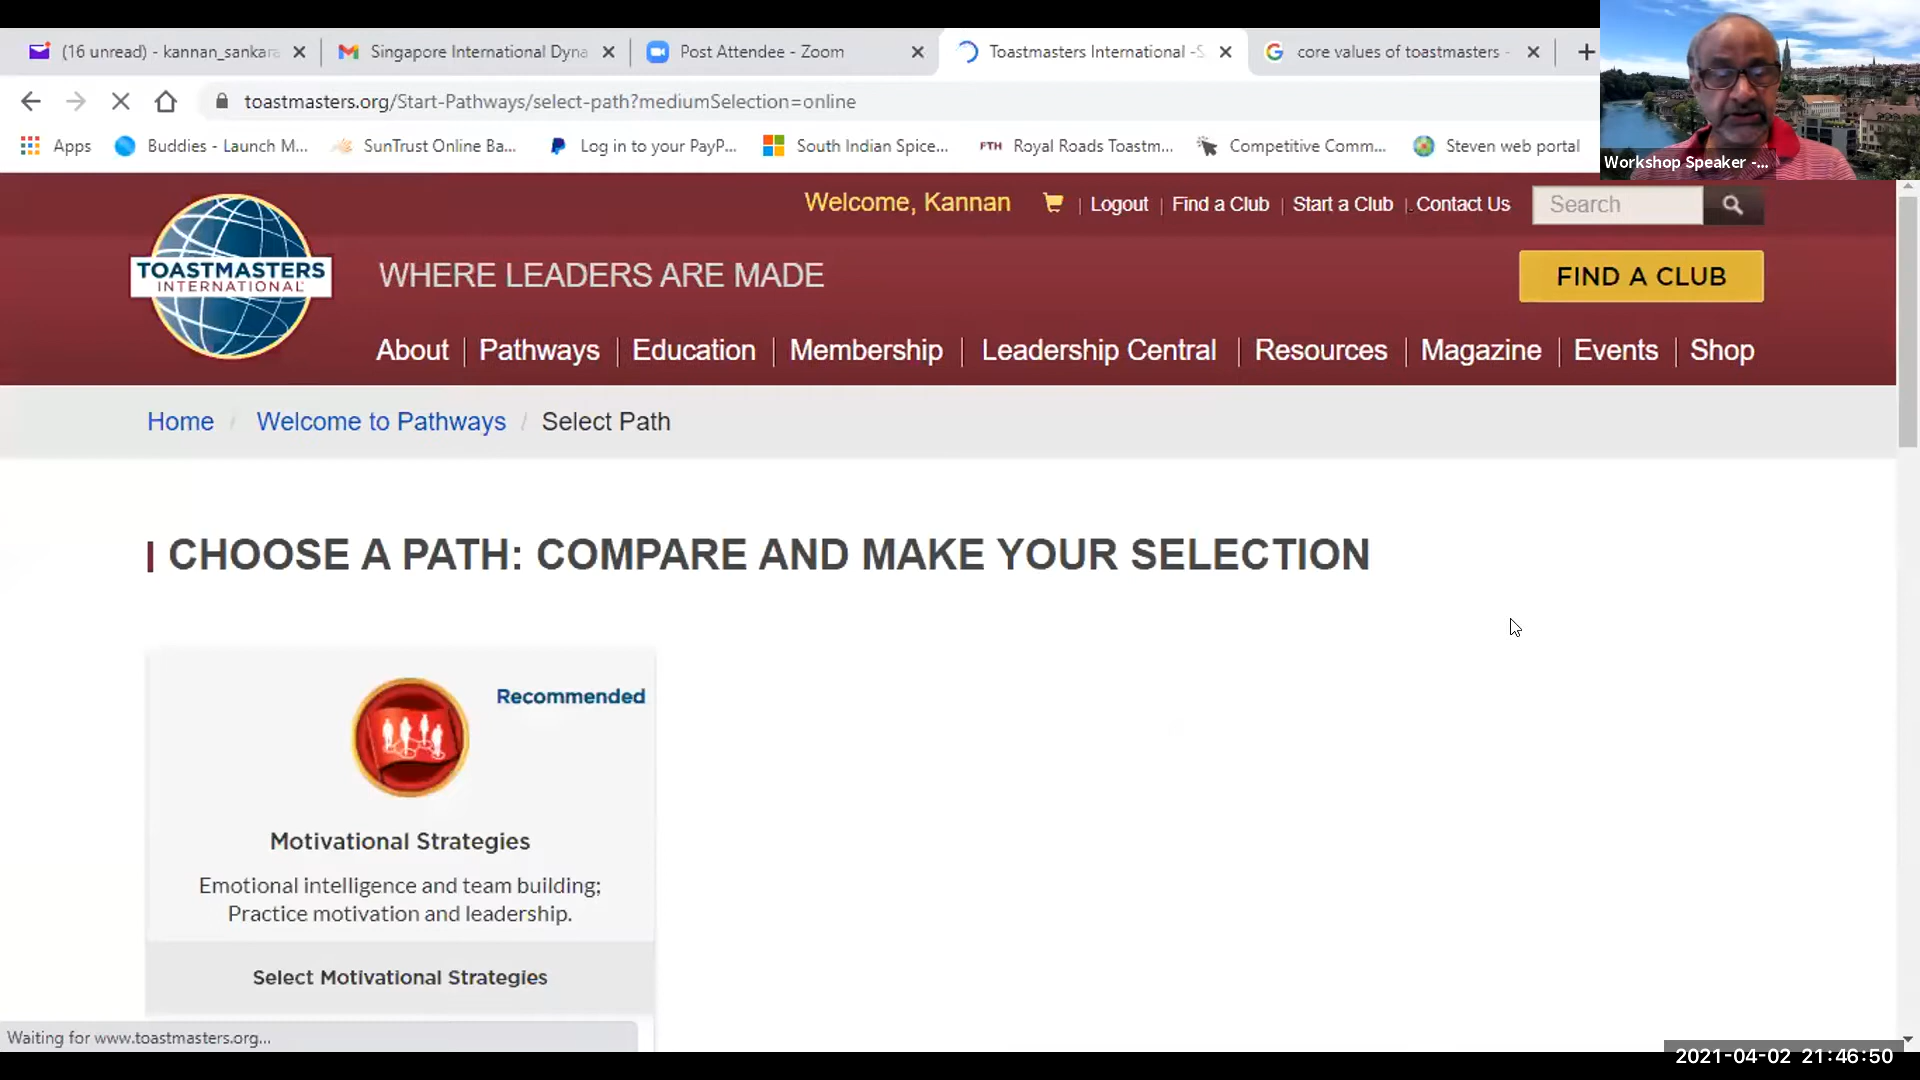 (16 unread) - kannan_sankara
Singapore International Dyna
Post Attendee - Zoom
Toastmasters International -S
core values of toastmasters -
toastmasters.org/Start-Pathways/select-path?mediumSelection=online
Apps
Buddies - Launch M...
SunTrust Online Ba...
Log in to your PayP...
South Indian Spice...
FTH Royal Roads Toastm...
Competitive Comm...
Steven web portal
Workshop Speaker -...
Welcome, Kannan
Logout
Find a Club
Start a Club
Contact Us
Search
TOASTMASTERS
INTERNATIONAL
WHERE LEADERS ARE MADE
FIND A CLUB
About
Pathways
Education
Membership
Leadership Central
Resources
Magazine
Events
Shop
Home / Welcome to Pathways / Select Path
CHOOSE A PATH: COMPARE AND MAKE YOUR SELECTION
Recommended
Motivational Strategies
Emotional intelligence and team building;
Practice motivation and leadership.
Select Motivational Strategies
Waiting for www.toastmasters.org...
2021-04-02 21:46:50